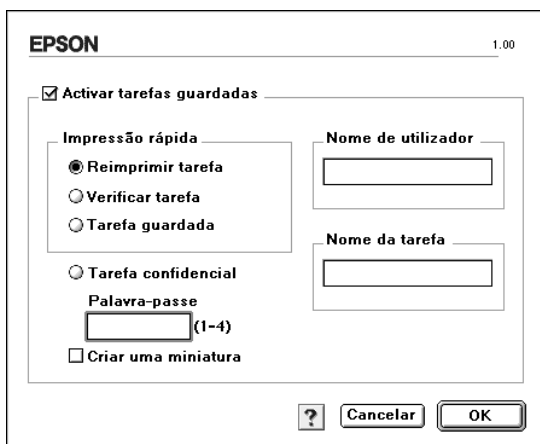 EPSON
1.00
Activar tarefas guardadas
Impressão rápida
Reimprimir tarefa
Verificar tarefa
Tarefa guardada
Tarefa confidencial
Palavra-passe
(1-4)
Criar uma miniatura
Nome de utilizador
Nome da tarefa
?
Cancelar
OK